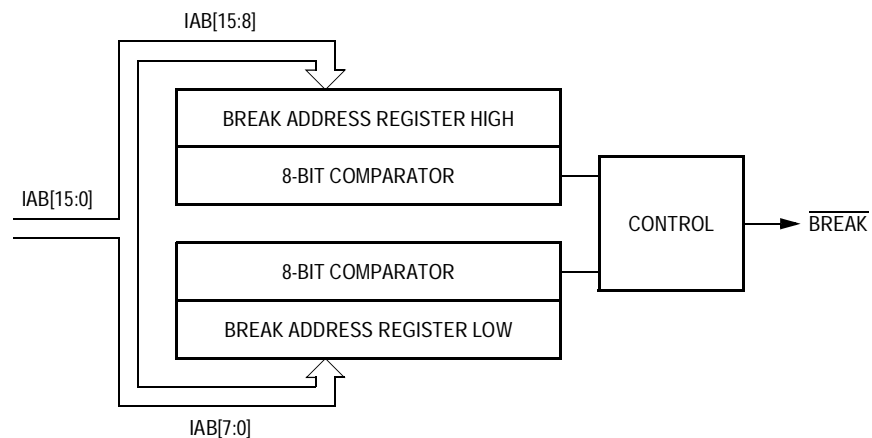 IAB[15:8]
BREAK ADDRESS REGISTER HIGH
8-BIT COMPARATOR
IAB[15:0]
CONTROL
BREAK
8-BIT COMPARATOR
BREAK ADDRESS REGISTER LOW
IAB[7:0]